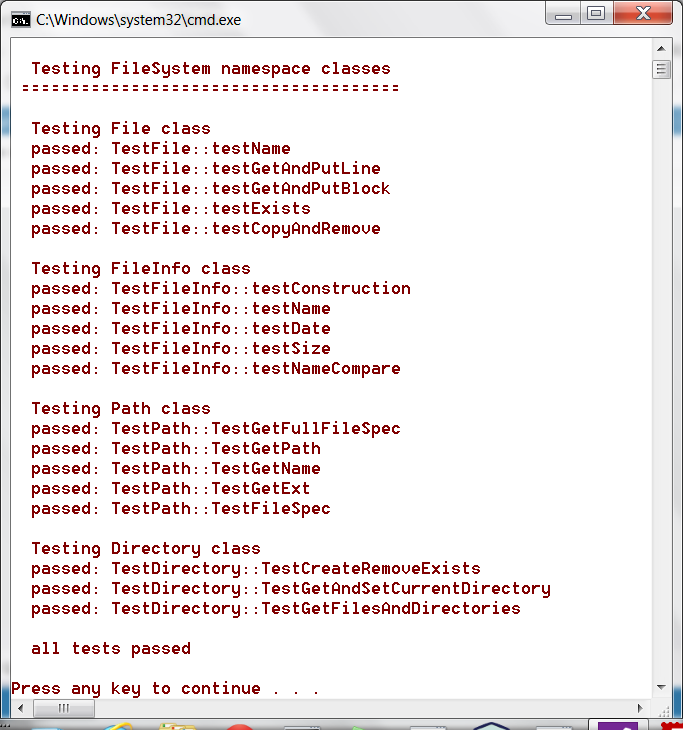 C:\Windows\system32\cmd.exe
Testing FileSystem namespace classes
--------------------------------------
Testing File class
passed: TestFile::testName
passed: TestFile::testGetAndPutLine
passed: TestFile::testGetAndPutBlock
passed: TestFile::testExists
passed: TestFile::testCopyAndRemove
Testing FileInfo class
passed: TestFileInfo::testConstruction
passed: TestFileInfo::testName
passed: TestFileInfo::testDate
passed: TestFileInfo::testSize
passed: TestFileInfo::testNameCompare
Testing Path class
passed: TestPath::TestGetFullFileSpec
passed: TestPath::TestGetPath
passed: TestPath::TestGetName
passed: TestPath::TestGetExt
passed: TestPath::TestFileSpec
Testing Directory class
passed: TestDirectory::TestCreateRemoveExists
passed: TestDirectory::TestGetAndSetCurrentDirectory
passed: TestDirectory::TestGetFilesAndDirectories
all tests passed
Press any key to continue . . .